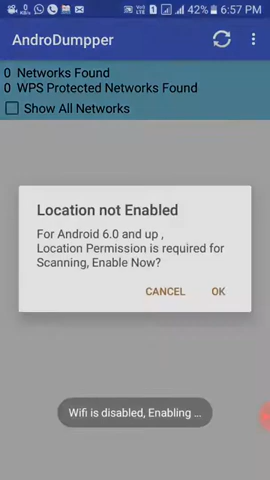 42% 6:57 PM
AndroDumpper
0 Networks Found
0 WPS Protected Networks Found
Show All Networks
Location not Enabled
For Android 6.0 and up ,
Location Permission is required for
Scanning, Enable Now?
CANCEL OK
Wifi is disabled, Enabling ...